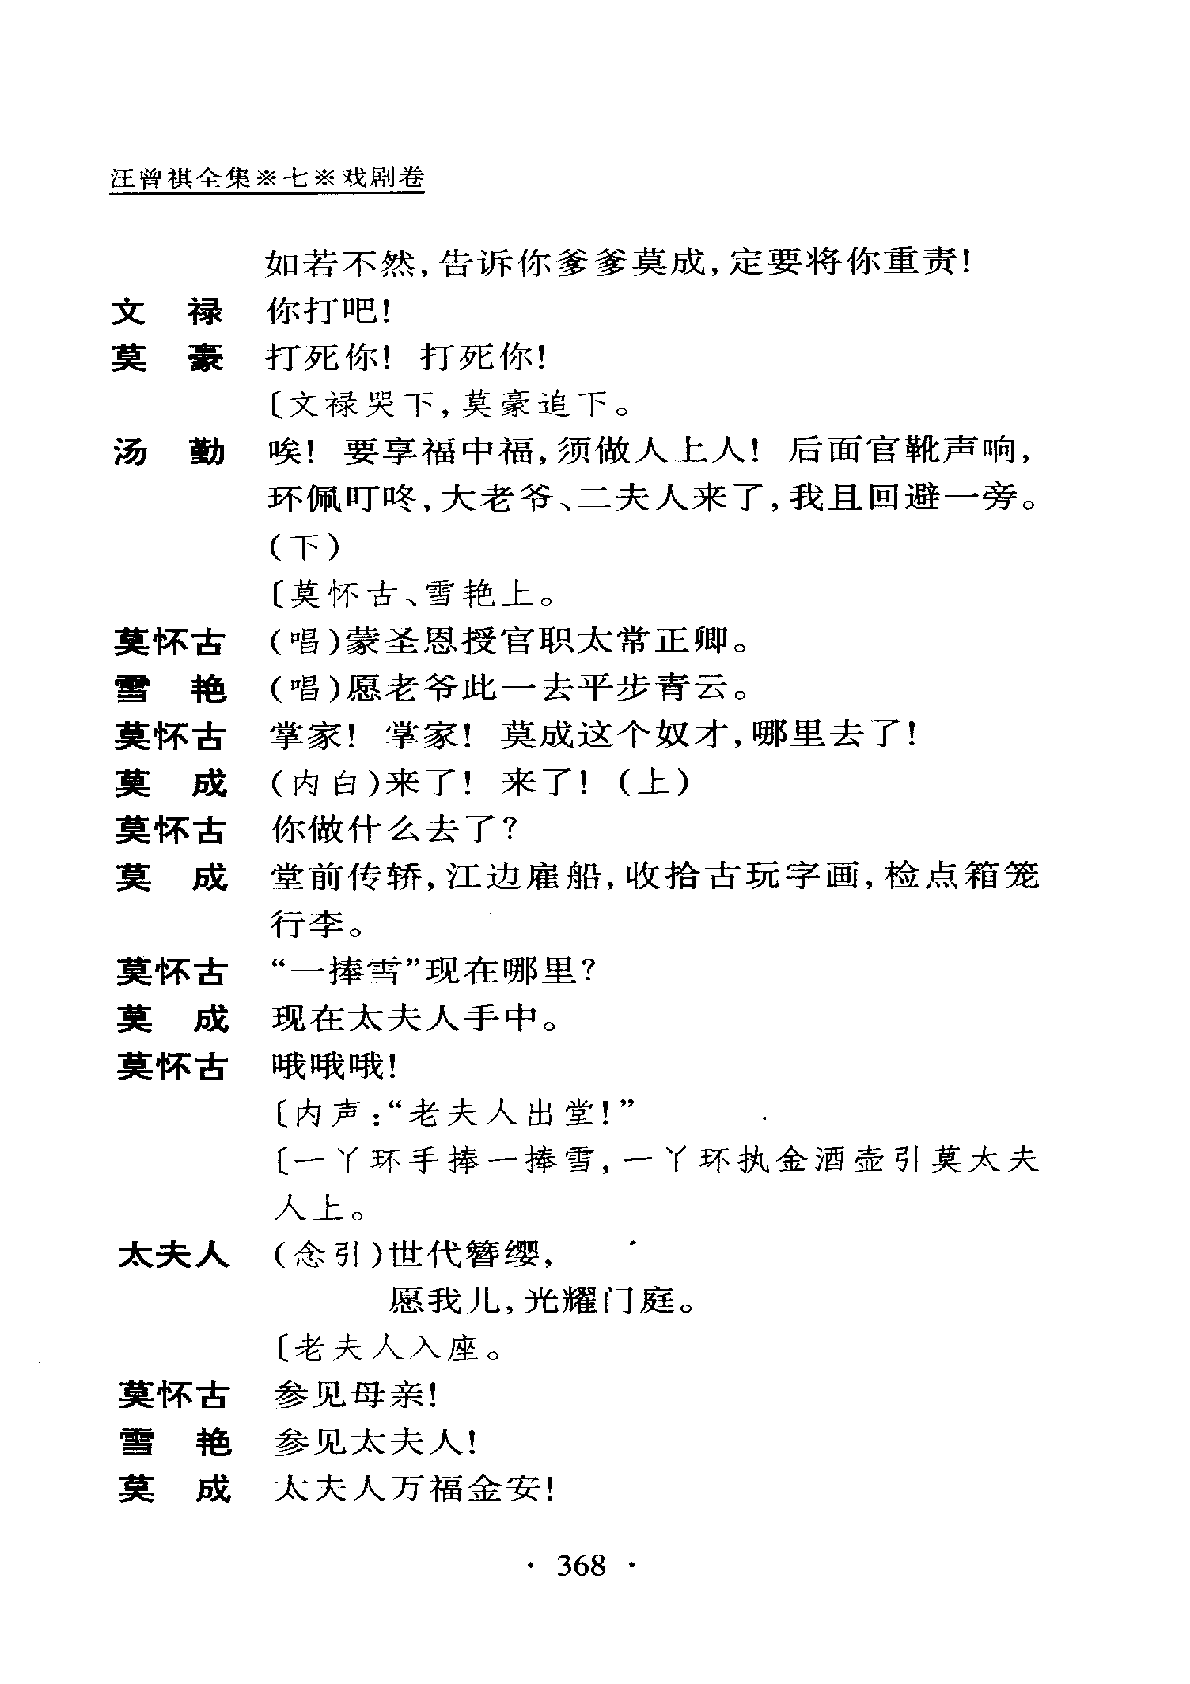 汪曾祺全集※七※戏剧卷
如若不然,告诉你爹爹莫成,定要将你重责!
文 禄 你打吧!
莫 豪 打死你! 打死你!
〔文禄哭下,莫豪追下。
汤 勤 唉! 要享福中福,须做人上人! 后面官靴声响,
环佩叮咚,大老爷、二夫人来了,我且回避一旁。
(下)
〔莫怀古、雪艳上。
莫怀古 (唱)蒙圣恩授官职太常正卿。
雪 艳 (唱)愿老爷此一去平步青云。
莫怀古 掌家! 掌家! 莫成这个奴才,哪里去了!
莫 成 (内白)来了! 来了! (上)
莫怀古 你做什么去了?
莫 成 堂前传轿,江边雇船,收拾古玩字画,检点箱笼
行李。
莫怀古 “一捧雪”现在哪里?
莫 成 现在太夫人手中。
莫怀古 哦哦哦!
〔内声:“老夫人出堂!”
〔一丫环手捧一捧雪,一丫环执金酒壶引莫太夫
人上。
太夫人 (念引)世代簪缨,
愿我儿,光耀门庭。
〔老夫人入座。
莫怀古 参见母亲!
雪 艳 参见太夫人!
莫 成 太夫人万福金安!
· 368 ·